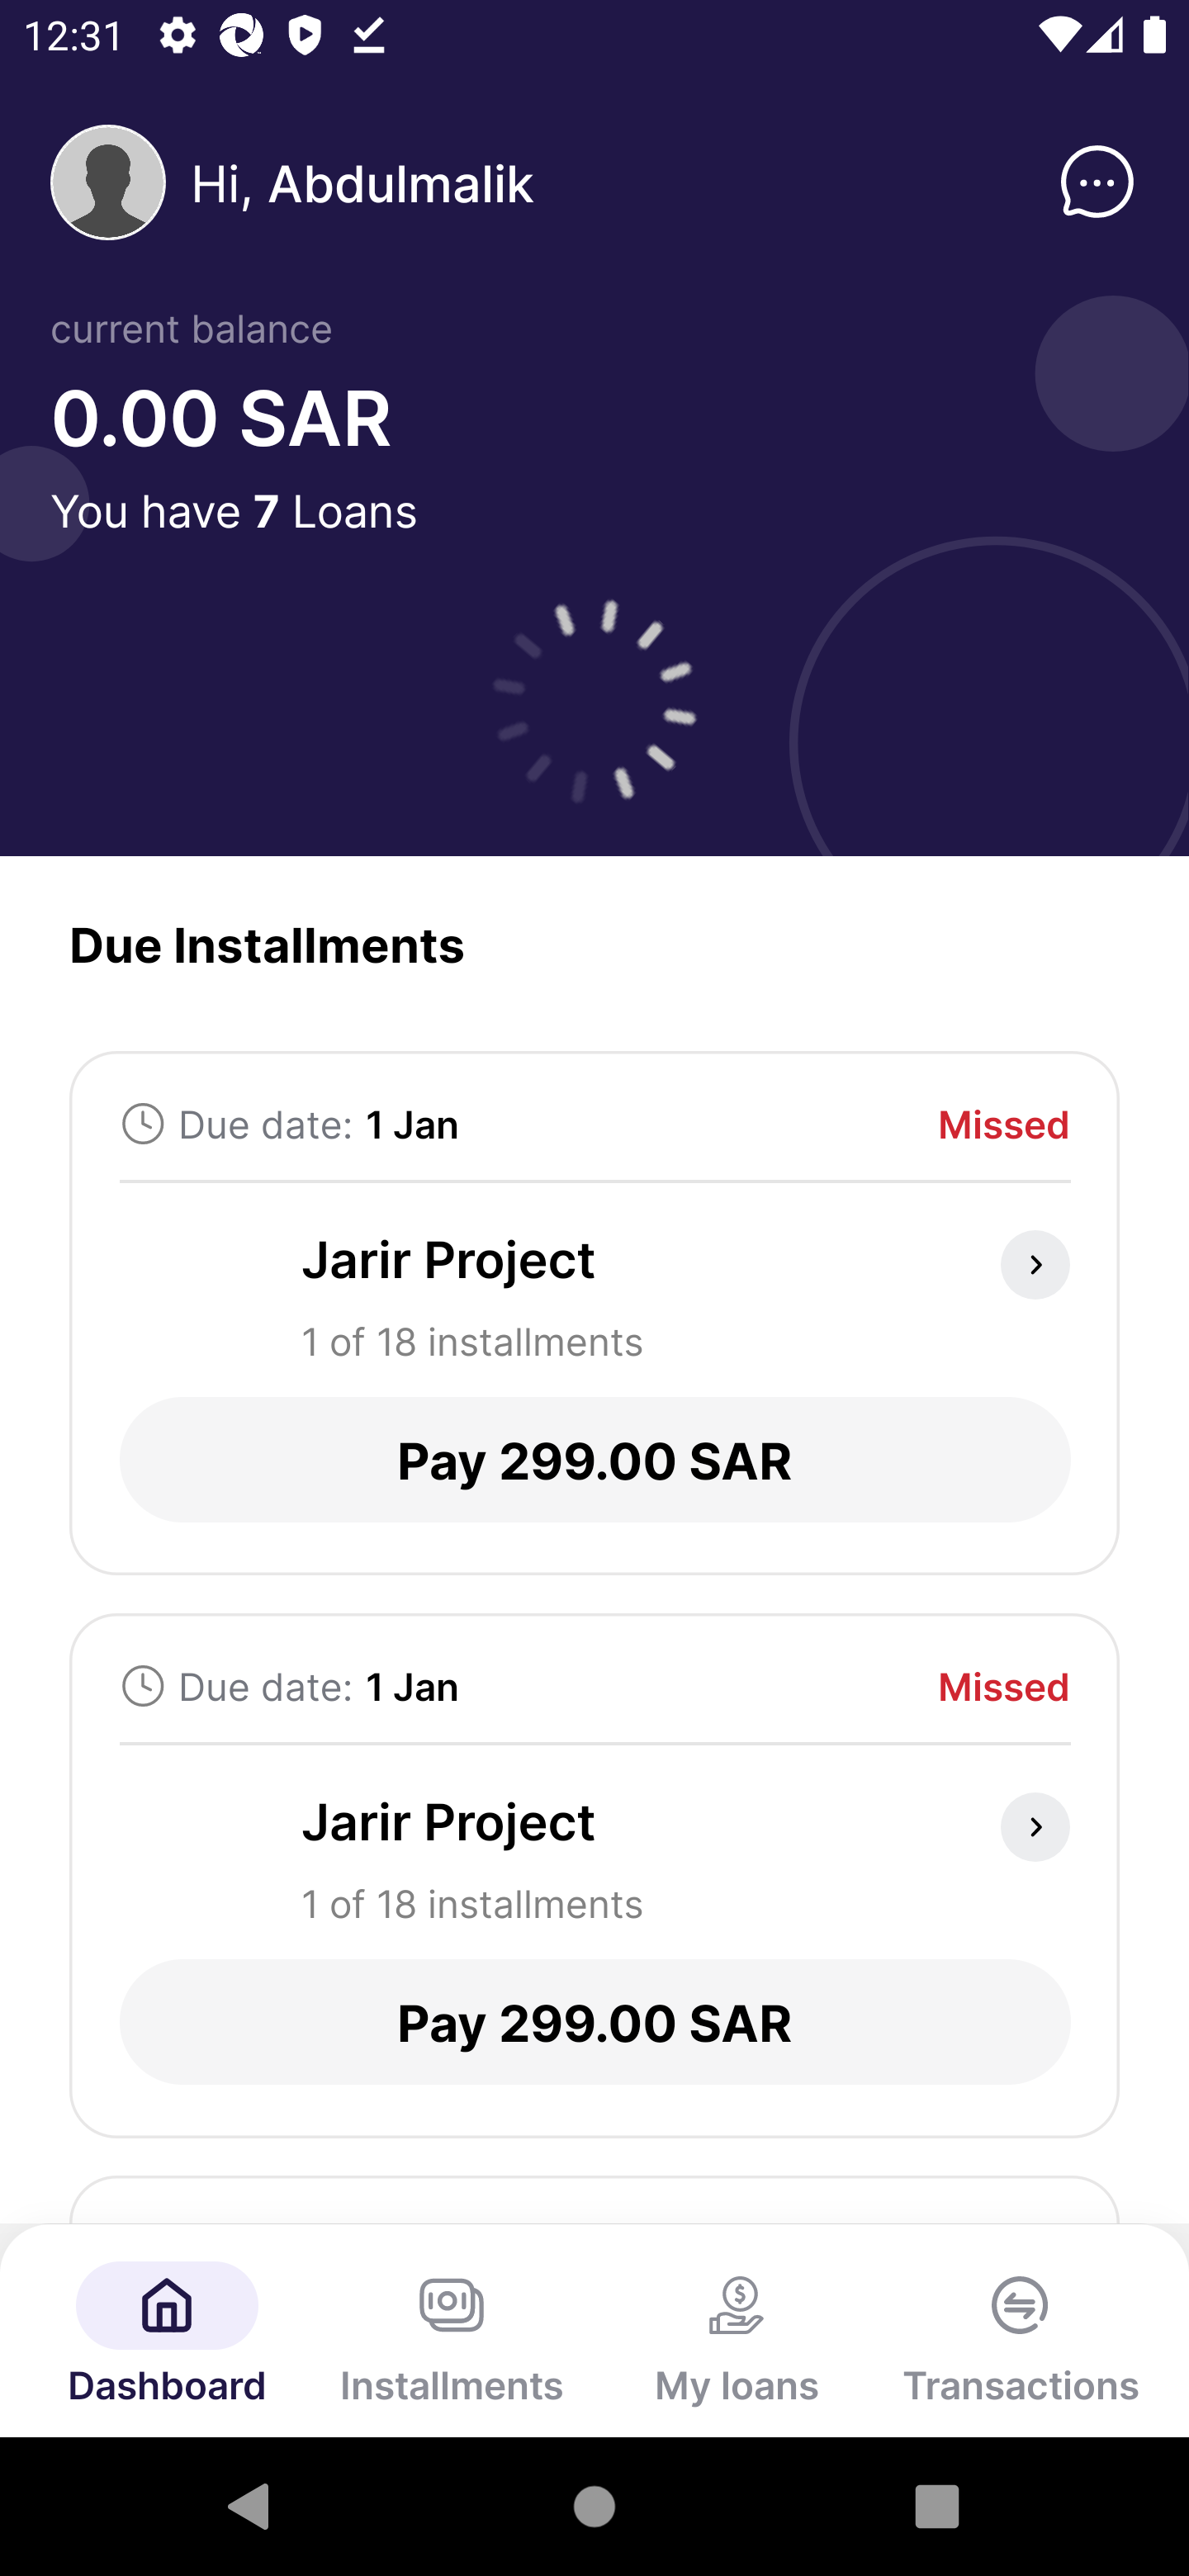 12:31
Hi, Abdulmalik
current balance
0.00 SAR
You have 7 Loans
Due Installments
Due date: 1 Jan
Missed
Jarir Project
1 of 18 installments
Pay 299.00 SAR
Due date: 1 Jan
Missed
Jarir Project
1 of 18 installments
Pay 299.00 SAR
Dashboard
Installments
My loans
Transactions